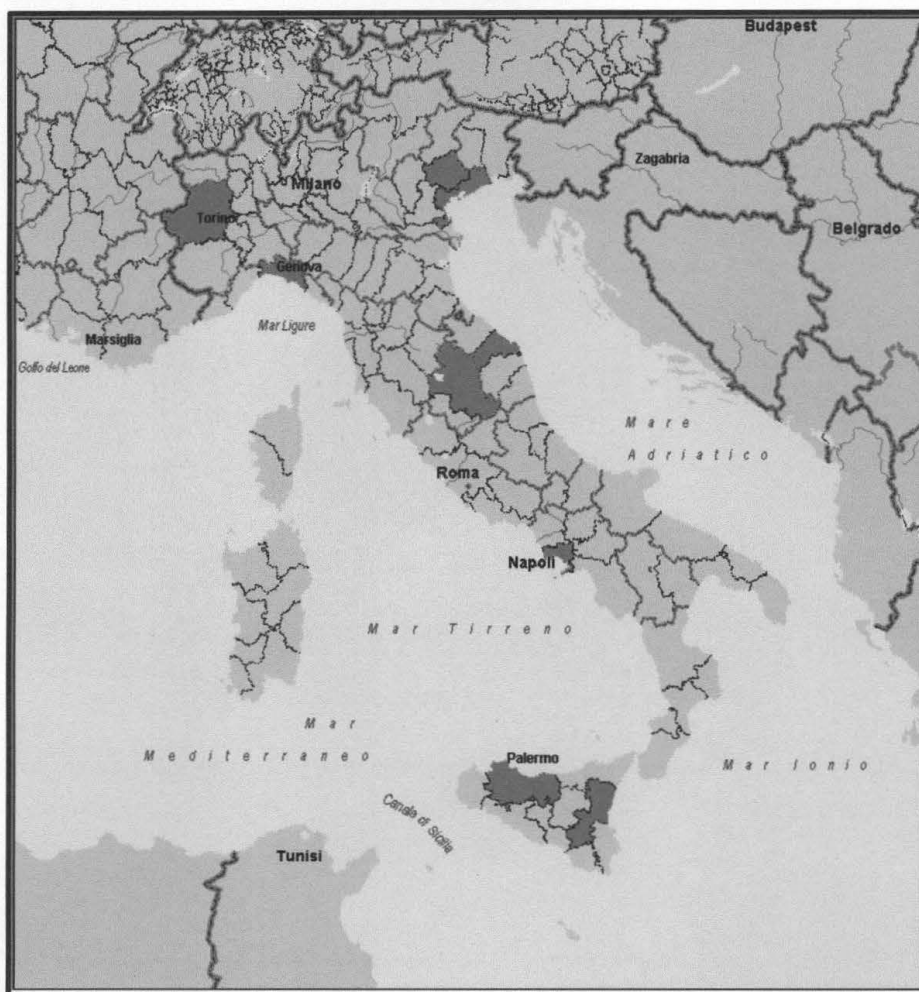 Budapest
Zagabria
Milano
Torino
Belgrado
Genova
Mar Ligure
Marsiglia
Golfo del Leone
Mare
Adriatico
Roma
Napoli
Mar Tirreno
Mar
Mediterraneo
Palermo
Mar Ionio
Canale di Sicilia
Tunisi